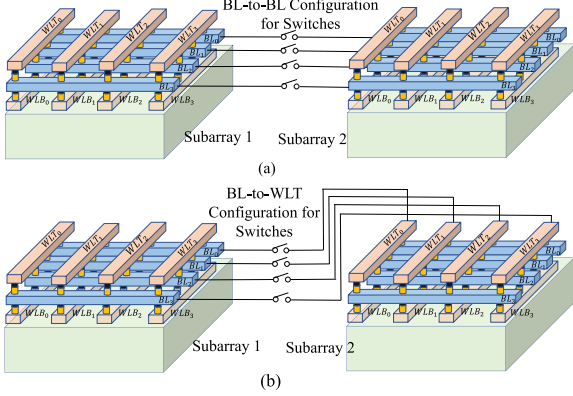 BL-to-BL Configuration
for Switches
WLT₀ WLT₁ WLT₂ WLT₃
BL₀
BL₁
BL₂
BL₃
WLB₀ WLB₁ WLB₂ WLB₃
WLT₀ WLT₁ WLT₂ WLT₃
BL₀
BL₁
BL₂
BL₃
WLB₀ WLB₁ WLB₂ WLB₃
Subarray 1 Subarray 2
(a)
BL-to-WLT
Configuration for
Switches
WLT₀ WLT₁ WLT₂ WLT₃
BL₀
BL₁
BL₂
BL₃
WLB₀ WLB₁ WLB₂ WLB₃
WLT₀ WLT₁ WLT₂ WLT₃
BL₀
BL₁
BL₂
BL₃
WLB₀ WLB₁ WLB₂ WLB₃
Subarray 1 Subarray 2
(b)